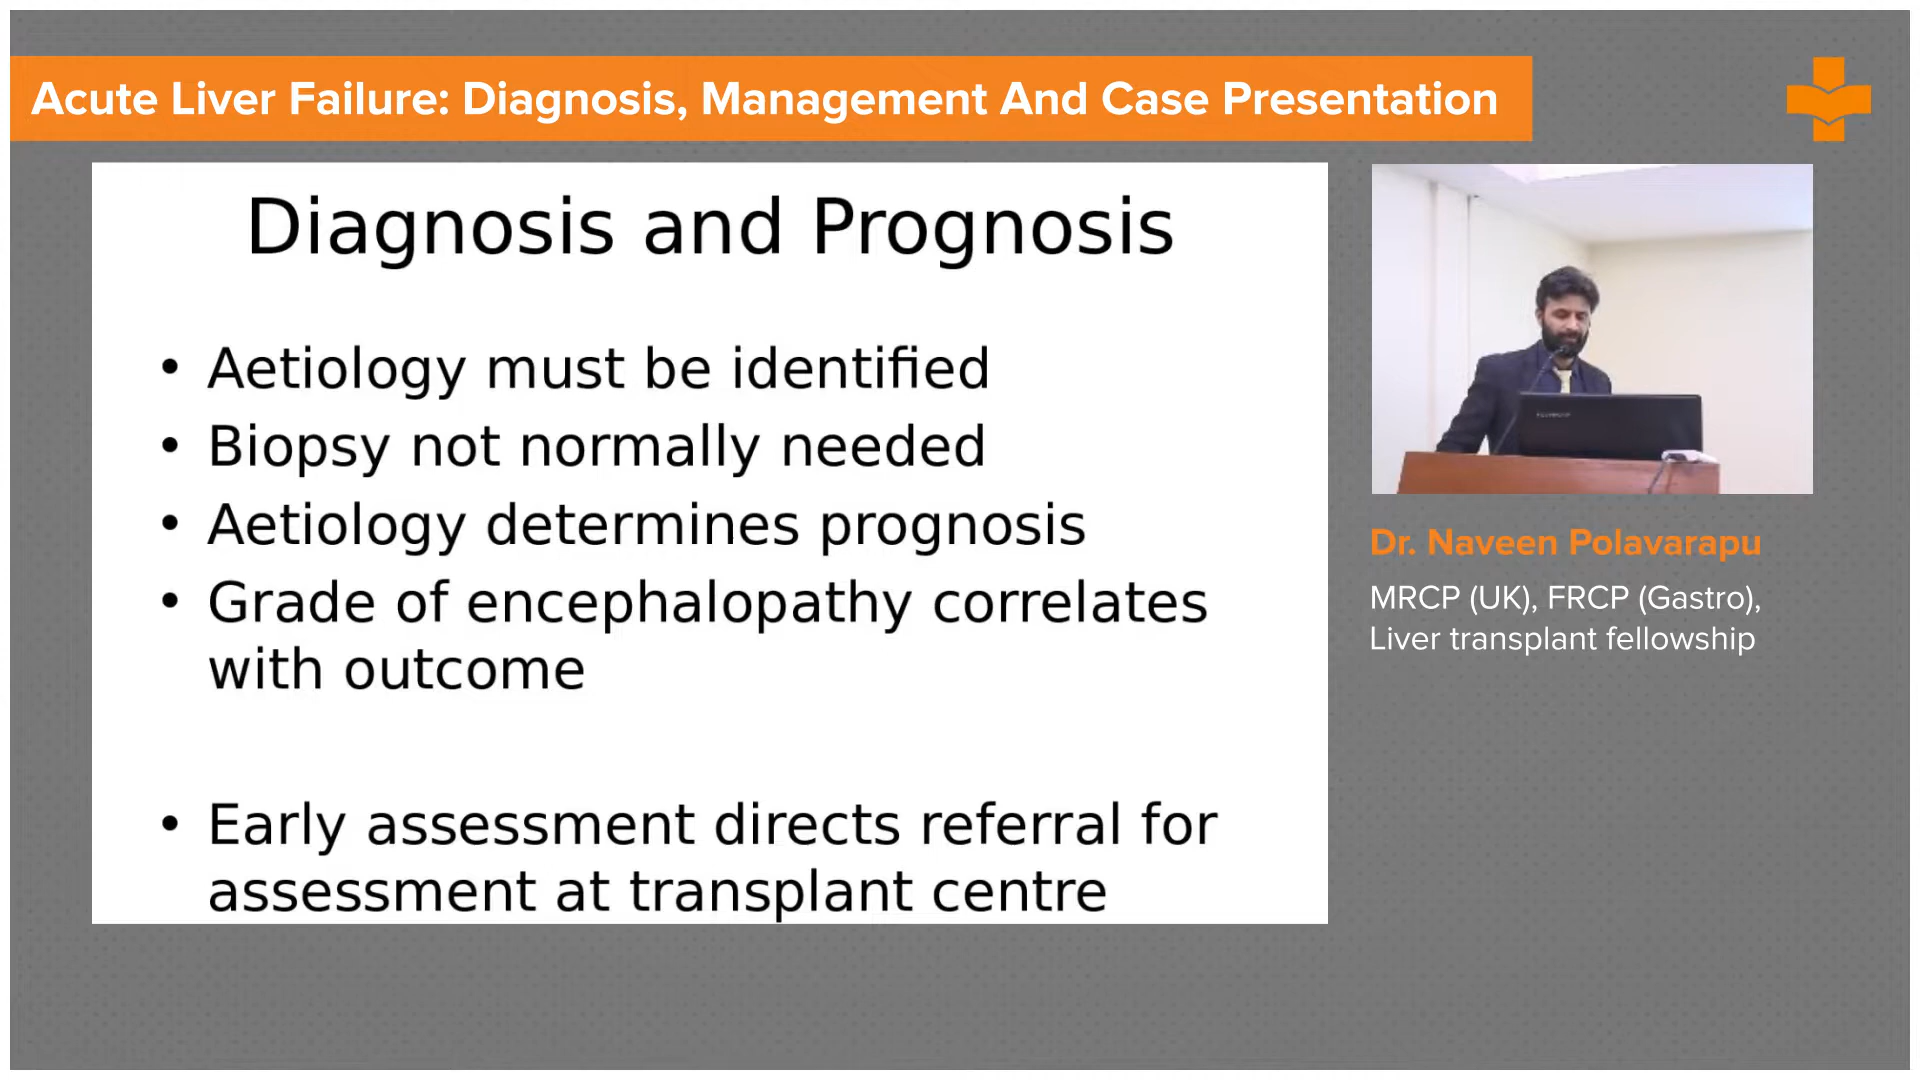 Acute Liver Failure: Diagnosis, Management And Case Presentation
Diagnosis and Prognosis
• Aetiology must be identified
• Biopsy not normally needed
• Aetiology determines prognosis
• Grade of encephalopathy correlates
with outcome
• Early assessment directs referral for
assessment at transplant centre
Dr. Naveen Polavarapu
MRCP (UK), FRCP (Gastro),
Liver transplant fellowship